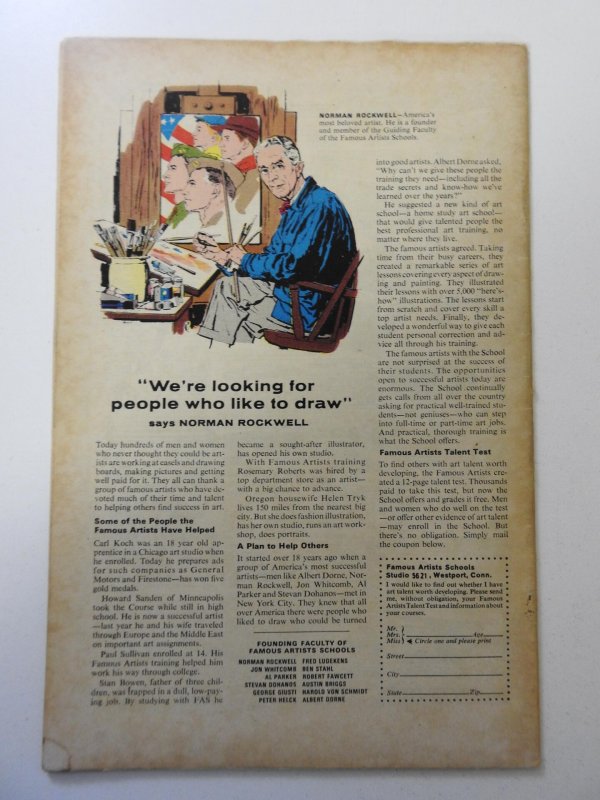 NORMAN ROCKWELL—America's
most beloved artist. He is a founder
and member of the Guiding Faculty
of the Famous Artists Schools.
"We're looking for
people who like to draw"
says NORMAN ROCKWELL
Today hundreds of men and women
who never thought they could be art-
ists are working at easels and drawing
boards, making pictures and getting
well paid for it. They all can thank a
group of famous artists who have de-
voted much of their time and talent
to helping others find success in art.
Some of the People the
Famous Artists Have Helped
Carl Koch was an 18 year old ap-
prentice in a Chicago art studio when
he enrolled. Today he prepares ads
for such companies as General
Motors and Firestone—has won five
gold medals.
Howard Sanden of Minneapolis
took the Course while still in high
school. He is now a successful artist
—last year he and his wife traveled
through Europe and the Middle East
on important art assignments.
Paul Sullivan enrolled at 14. His
Famous Artists training helped him
work his way through college.
Stan Bowen, father of three chil-
dren, was trapped in a dull, low-pay-
ing job. By studying with FAS he
became a sought-after illustrator,
has opened his own studio.
With Famous Artists training
Rosemary Roberts was hired by a
top department store as an artist—
with a big chance to advance.
Oregon housewife Helen Tryk
lives 150 miles from the nearest big
city. But she does fashion illustration,
has her own studio, runs an art work-
shop, does portraits.
A Plan to Help Others
It started over 18 years ago when a
group of America's most successful
artists—men like Albert Dorne, Nor-
man Rockwell, Jon Whitcomb, Al
Parker and Stevan Dohanos—met in
New York City. They knew that all
over America there were people who
liked to draw who could be turned
FOUNDING FACULTY OF
FAMOUS ARTISTS SCHOOLS
NORMAN ROCKWELL FRED LUDEKENS
JON WHITCOMB BEN STAHL
AL PARKER ROBERT FAWCETT
STEVAN DOHANOS AUSTIN BRIGGS
GEORGE GIUSTI HAROLD VON SCHMIDT
PETER HELCK ALBERT DORNE
into good artists. Albert Dorne asked,
"Why can't we give these people the
training they need—including all the
trade secrets and know-how we've
learned over the years?"
He suggested a new kind of art
school—a home study art school—
that would give talented people the
best professional art training, no
matter where they live.
The famous artists agreed. Taking
time from their busy careers, they
created a remarkable series of art
lessons covering every aspect of draw-
ing and painting. They illustrated
their lessons with over 5,000 "here's-
how" illustrations. The lessons start
from scratch and cover every skill a
top artist needs. Finally, they de-
veloped a wonderful way to give each
student personal correction and ad-
vice all through his training.
The famous artists with the School
are not surprised at the success of
their students. The opportunities
open to successful artists today are
enormous. The School continually
gets calls from all over the country
asking for practical well-trained stu-
dents—not geniuses—who can step
into full-time or part-time art jobs.
And practical, thorough training is
what the School offers.
Famous Artists Talent Test
To find others with art talent worth
developing, the Famous Artists cre-
ated a 12-page talent test. Thousands
paid to take this test, but now the
School offers and grades it free. Men
and women who do well on the test
—or offer other evidence of art talent
—may enroll in the School. But
there's no obligation. Simply mail
the coupon below.
Famous Artists Schools
Studio 5621, Westport, Conn.
I would like to find out whether I have
art talent worth developing. Please send
me, without obligation, your Famous
Artists Talent Test and information about
your courses.
Mr.
Mrs. Age
Miss Circle one and please print
Street
City
State Zip